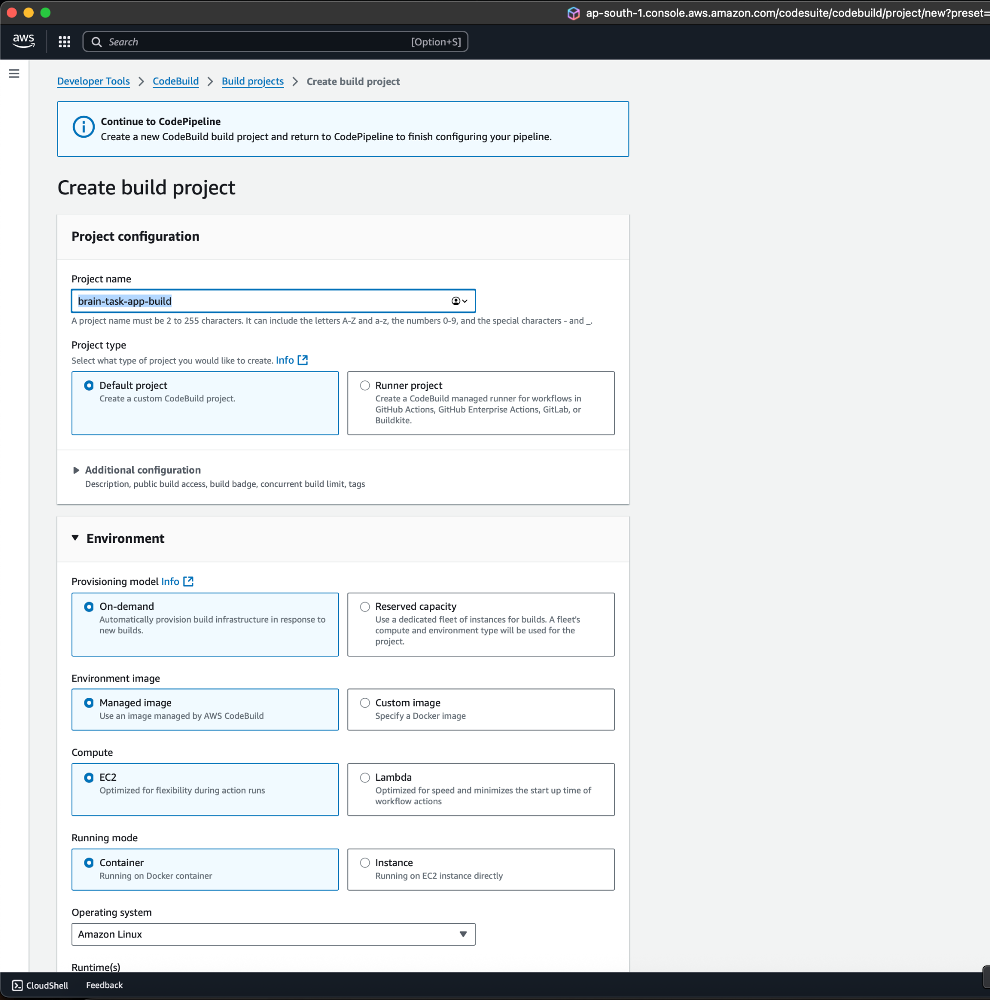 ap-south-1.console.aws.amazon.com/codesuite/codebuild/project/new?preset=
aws
Search
[Option+S]
Developer Tools
CodeBuild
Build projects
Create build project
Continue to CodePipeline
Create a new CodeBuild build project and return to CodePipeline to finish configuring your pipeline.
Create build project
Project configuration
Project name
brain-task-app-build
A project name must be 2 to 255 characters. It can include the letters A-Z and a-z, the numbers 0-9, and the special characters - and _.
Project type
Select what type of project you would like to create. Info
Default project
Create a custom CodeBuild project.
Runner project
Create a CodeBuild managed runner for workflows in
GitHub Actions, GitHub Enterprise Actions, GitLab, or
Buildkite.
Additional configuration
Description, public build access, build badge, concurrent build limit, tags
Environment
Provisioning model Info
On-demand
Automatically provision build infrastructure in response to
new builds.
Reserved capacity
Use a dedicated fleet of instances for builds. A fleet's
compute and environment type will be used for the
project.
Environment image
Managed image
Use an image managed by AWS CodeBuild
Custom image
Specify a Docker image
Compute
EC2
Optimized for flexibility during action runs
Lambda
Optimized for speed and minimizes the start up time of
workflow actions
Running mode
Container
Running on Docker container
Instance
Running on EC2 instance directly
Operating system
Amazon Linux
Runtime(s)
CloudShell
Feedback